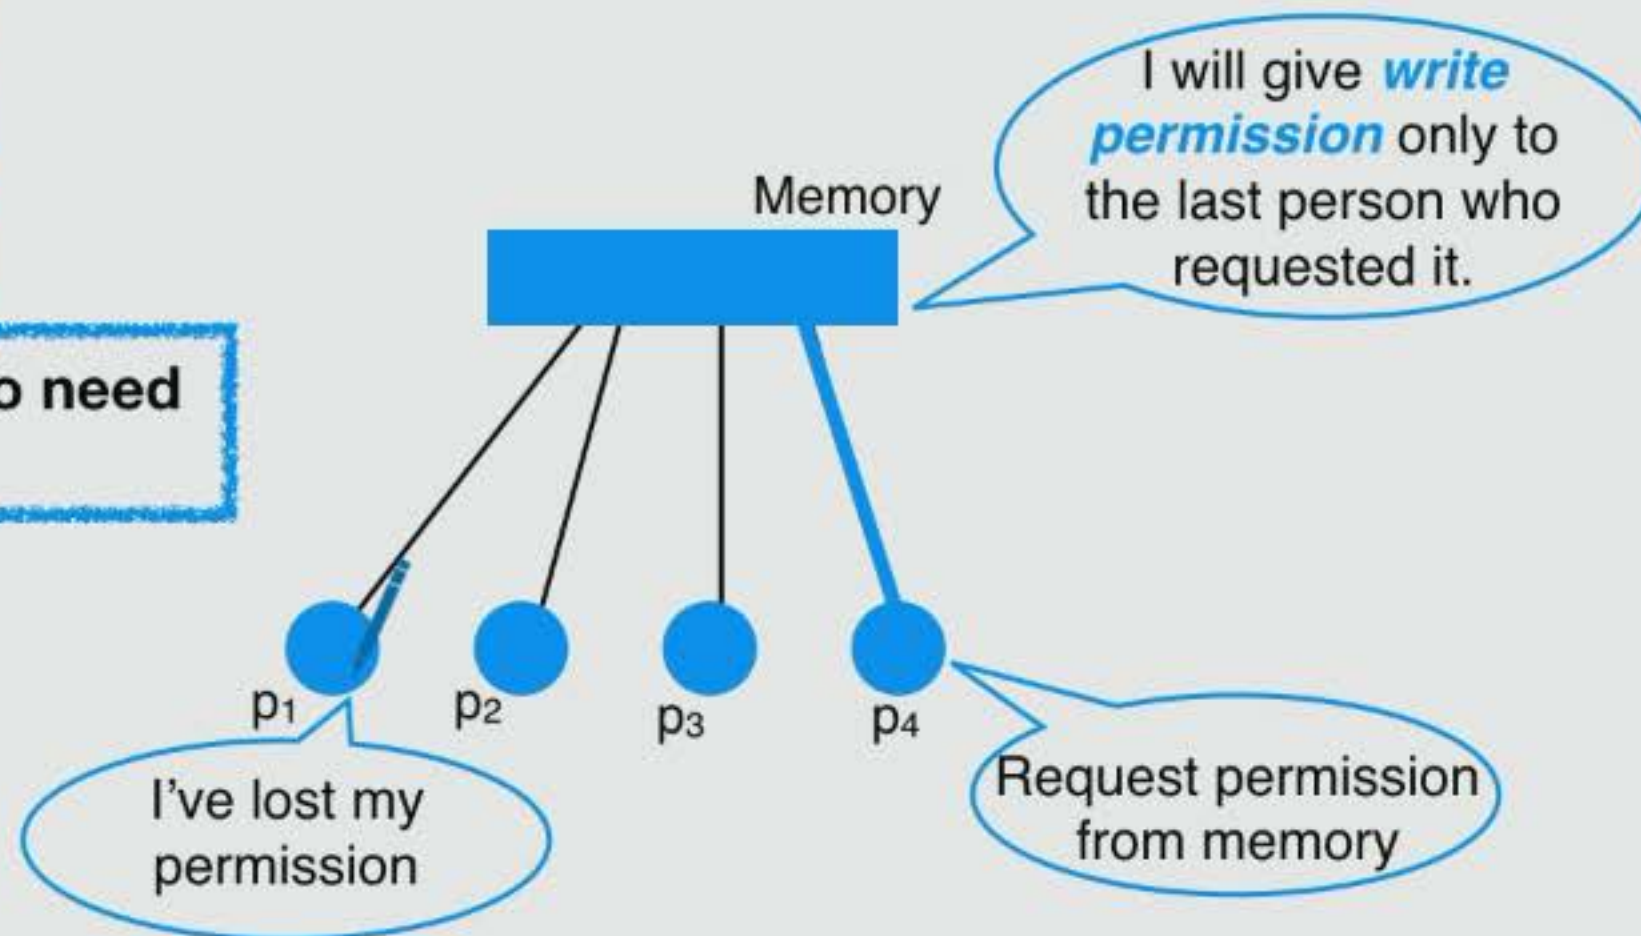 I will give write
permission only to
the last person who
requested it.
Memory
need
p1
p2
p3
p4
I've lost my
permission
Request permission
from memory